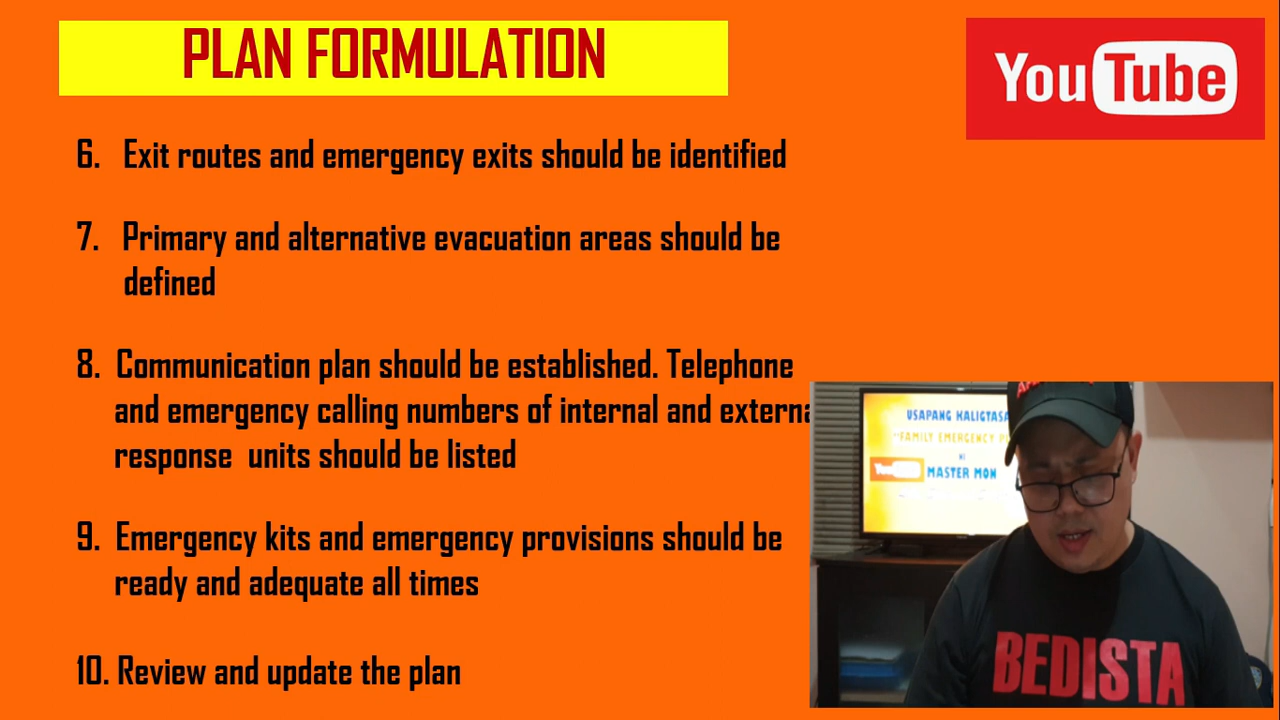 PLAN FORMULATION
YouTube
6. Exit routes and emergency exits should be identified
7. Primary and alternative evacuation areas should be
defined
8. Communication plan should be established. Telephone
and emergency calling numbers of internal and externa
response units should be listed
9. Emergency kits and emergency provisions should be
ready and adequate all times
10. Review and update the plan
USAPANG KALIGTASA
"FAMILY EMERGENCY P
NI
YouTube
MASTER MON
BEDISTA